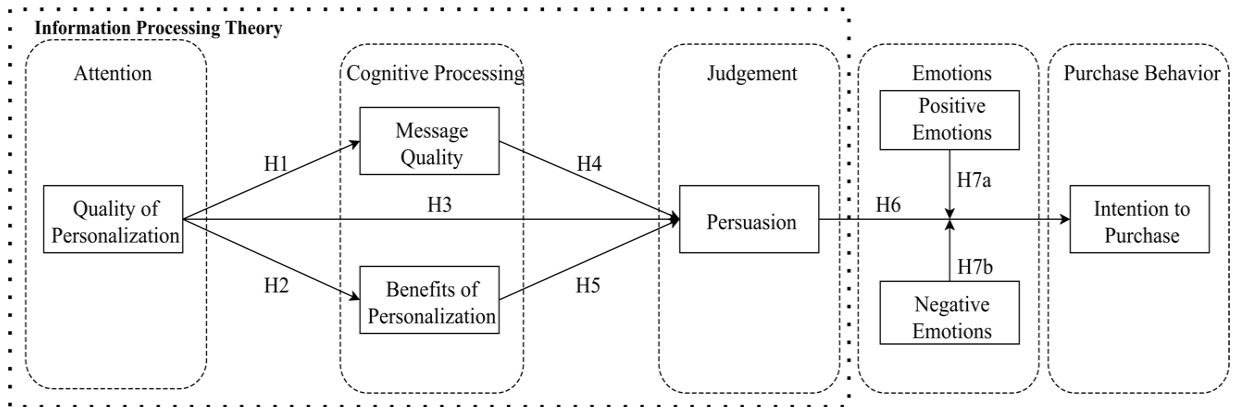 Information Processing Theory
Attention
Cognitive Processing
Judgement
Emotions
Purchase Behavior
Positive
Emotions
Message
Quality
H1
H4
H7a
Quality of
Personalization
H3
Persuasion
H6
Intention to
Purchase
H2
H5
H7b
Benefits of
Personalization
Negative
Emotions